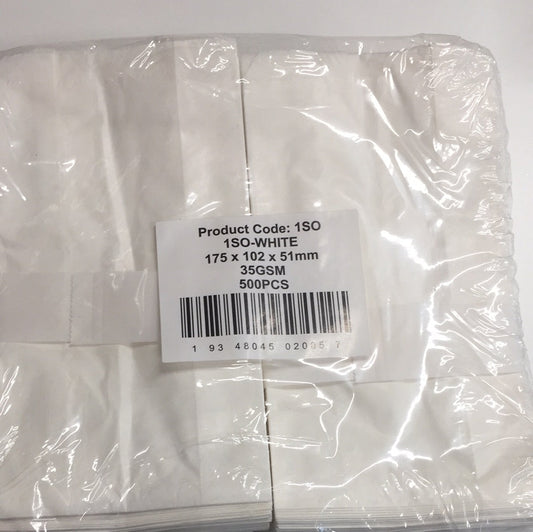 Product Code: 1SO
1SO-WHITE
175 x 102 x 51mm
35GSM
500PCS
1 93 48045 02095 7